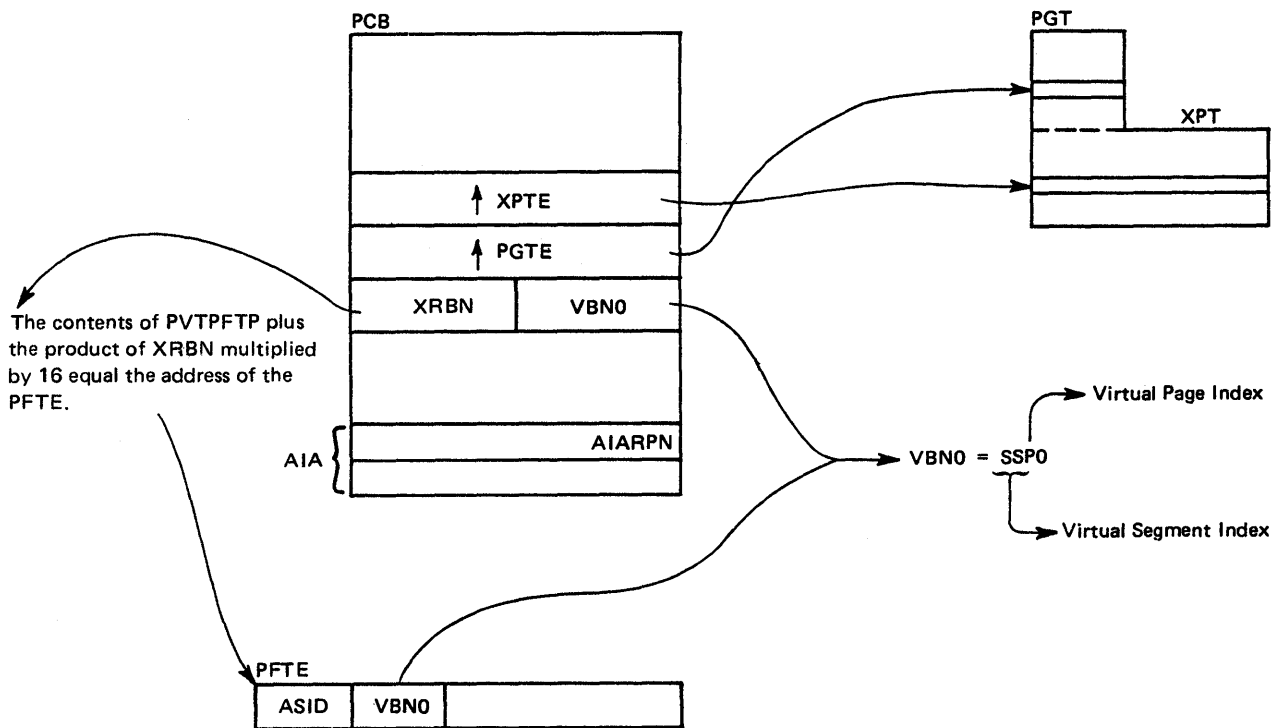 PCB
PGT
XPT
↑ XPTE
↑ PGTE
XRBN
VBN0
The contents of PVTPFTP plus
the product of XRBN multiplied
by 16 equal the address of the
PFTE.
AIA
AIARPN
Virtual Page Index
VBN0 = SSP0
Virtual Segment Index
PFTE
ASID
VBN0